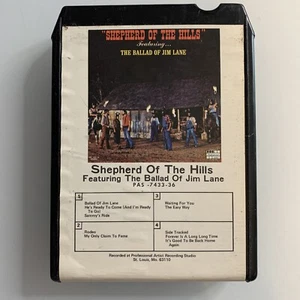 "SHEPHERD OF THE HILLS"
Featuring...
THE BALLAD OF JIM LANE
Shepherd Of The Hills
Featuring The Ballad Of Jim Lane
PAS -7433-36
1
Ballad Of Jim Lane
He's Ready To Come (And I'm Ready
To Go)
Sammy's Ride
2
Rodeo
My Only Claim To Fame
3
Waiting For You
The Easy Way
4
Side Tracked
Forever Is A Long Long Time
It's Good To Be Back Home
Again
Recorded at Professional Artist Recording Studio
St. Louis, Mo. 63115